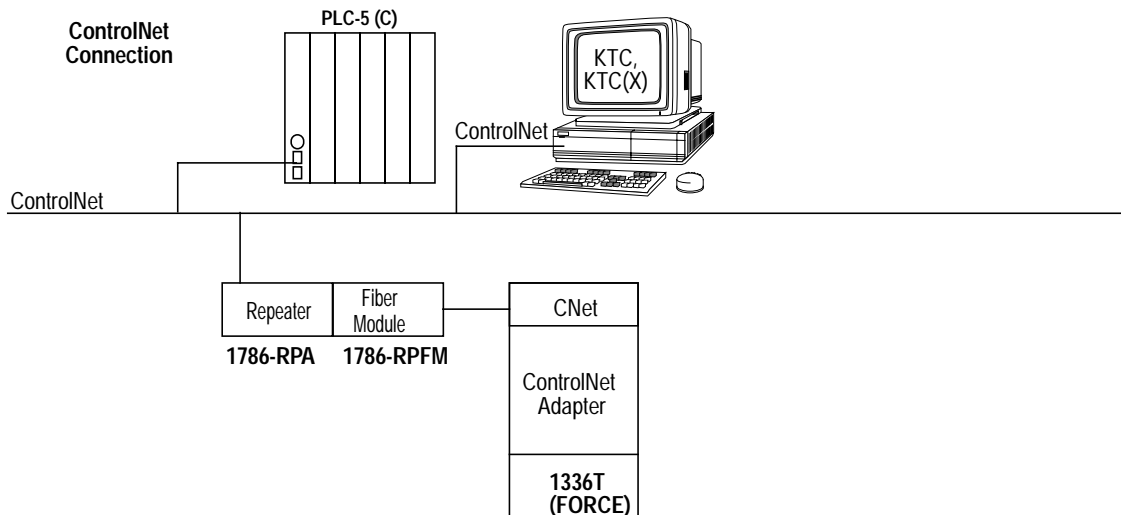 ControlNet
Connection
PLC-5 (C)
KTC,
KTC(X)
ControlNet
ControlNet
Repeater
Fiber
Module
CNet
1786-RPA
1786-RPFM
ControlNet
Adapter
1336T
(FORCE)